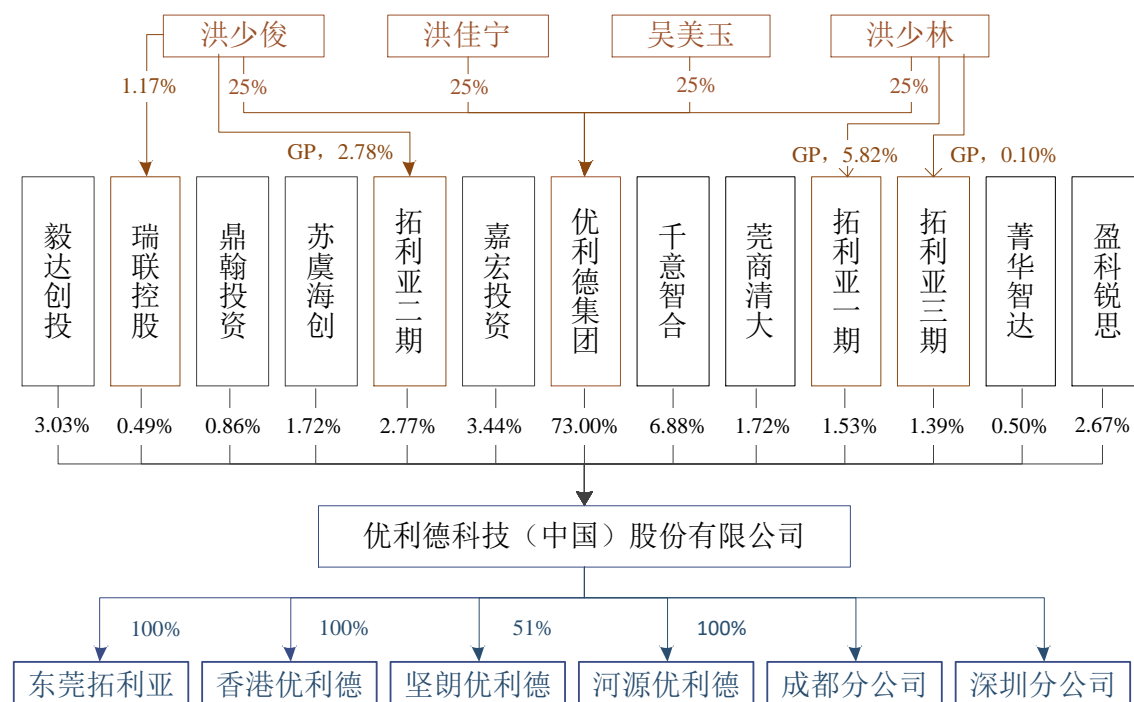 洪少俊
洪佳宁
吴美玉
洪少林
1.17%
25%
25%
25%
25%
GP，2.78%
GP，5.82%
GP，0.10%
毅达创投
瑞联控股
鼎翰投资
苏虞海创
拓利亚二期
嘉宏投资
优利德集团
千意智合
莞商清大
拓利亚一期
拓利亚三期
菁华智达
盈科锐思
3.03%
0.49%
0.86%
1.72%
2.77%
3.44%
73.00%
6.88%
1.72%
1.53%
1.39%
0.50%
2.67%
优利德科技（中国）股份有限公司
100%
100%
51%
100%
东莞拓利亚
香港优利德
坚朗优利德
河源优利德
成都分公司
深圳分公司